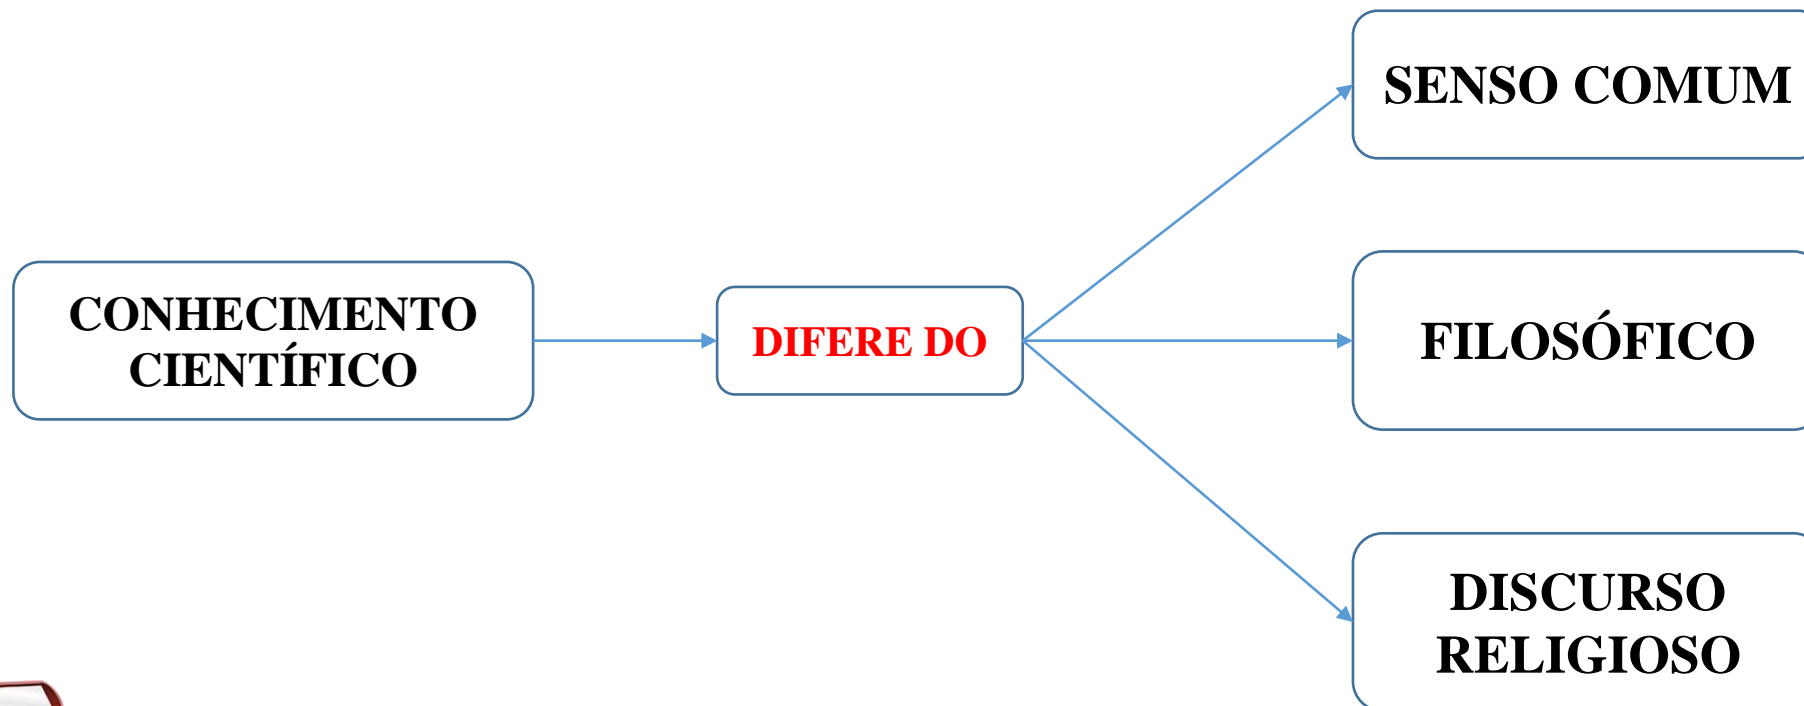 CONHECIMENTO
CIENTÍFICO
DIFERE DO
SENSO COMUM
FILOSÓFICO
DISCURSO
RELIGIOSO